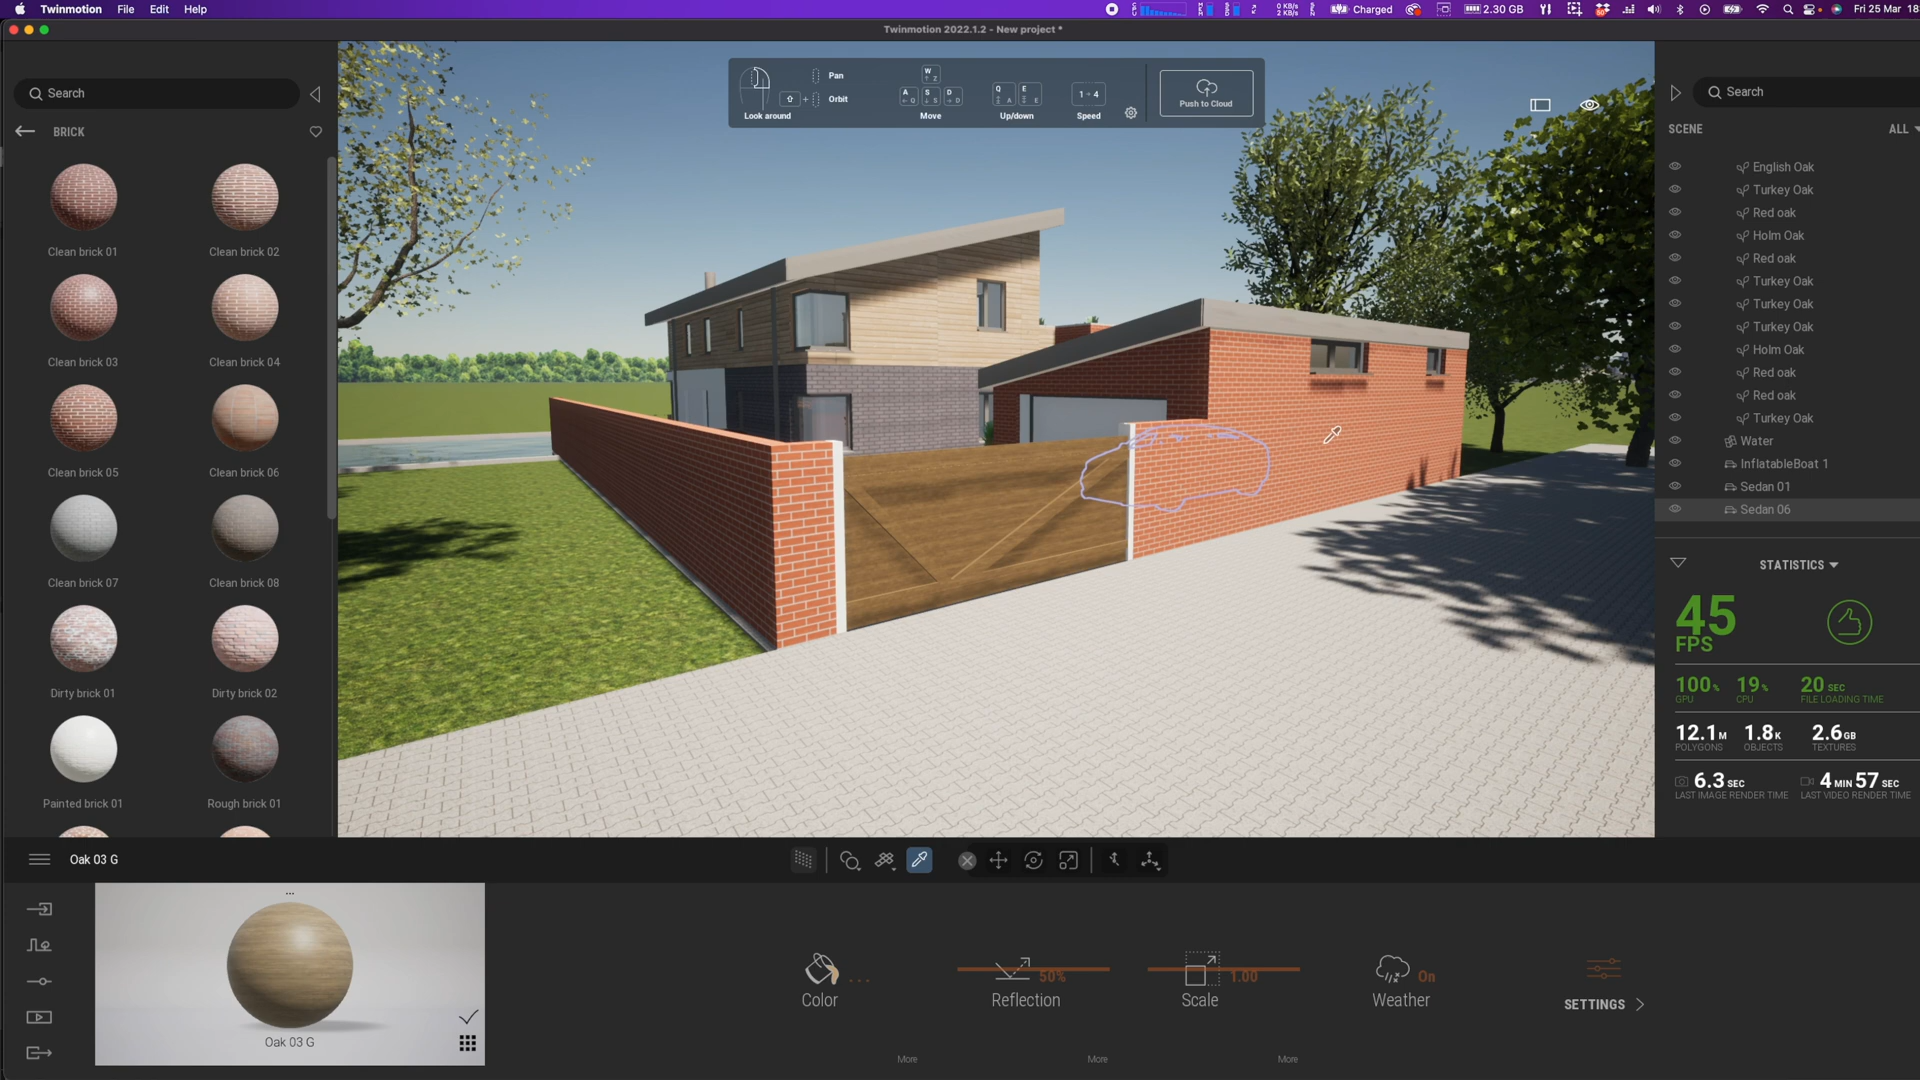 Twinmotion File Edit Help
0 KB/s
2 KB/s
Charged
2.30 GB
Fri 25 Mar 18
Twinmotion 2022.1.2 - New project *
Search
BRICK
Clean brick 01
Clean brick 02
Clean brick 03
Clean brick 04
Clean brick 05
Clean brick 06
Clean brick 07
Clean brick 08
Dirty brick 01
Dirty brick 02
Painted brick 01
Rough brick 01
Pan
Orbit
Look around
W
Z
A
Q
S
S
D
D
Move
Q
A
E
E
Up/down
1 → 4
Speed
Push to Cloud
Search
SCENE
ALL
English Oak
Turkey Oak
Red oak
Holm Oak
Red oak
Turkey Oak
Turkey Oak
Turkey Oak
Holm Oak
Red oak
Red oak
Turkey Oak
Water
InflatableBoat 1
Sedan 01
Sedan 06
STATISTICS
45
FPS
100% 19% 20 SEC
GPU CPU FILE LOADING TIME
12.1M 1.8K 2.6GB
POLYGONS OBJECTS TEXTURES
6.3 SEC 4 MIN 57 SEC
LAST IMAGE RENDER TIME LAST VIDEO RENDER TIME
Oak 03 G
...
Oak 03 G
...
Color
50%
Reflection
1.00
Scale
On
Weather
SETTINGS
More
More
More